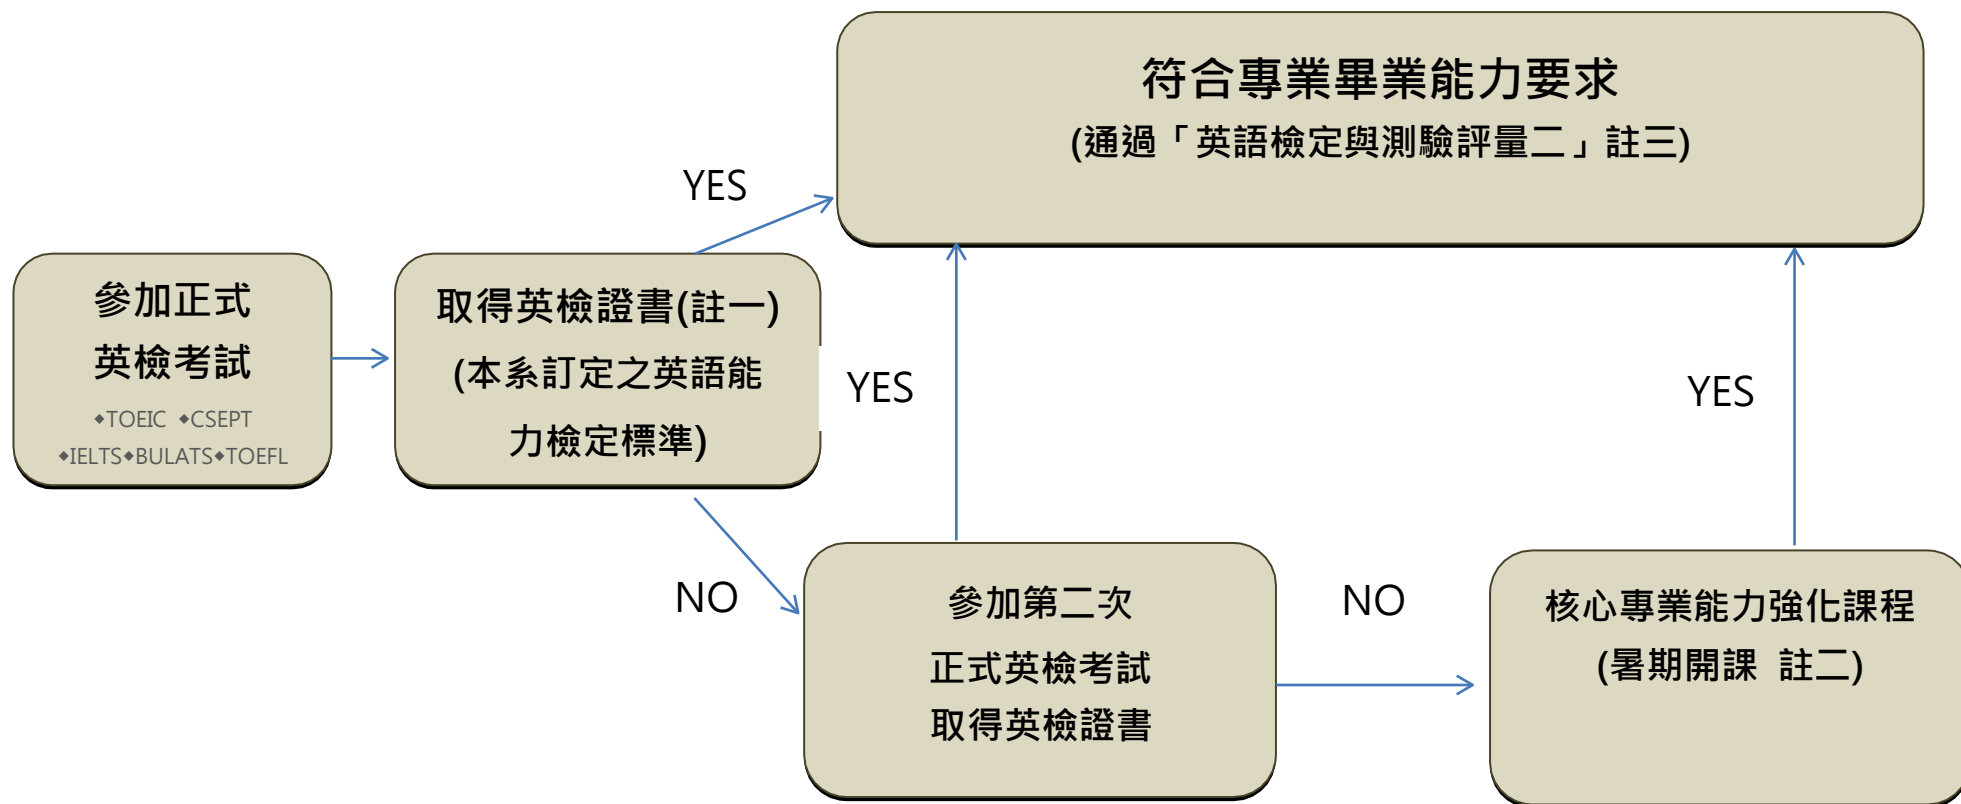 符合專業畢業能力要求
(通過「英語檢定與測驗評量二」註三)
YES
參加正式
英檢考試
◆TOEIC ◆CSEPT
◆IELTS◆BULATS◆TOEFL
取得英檢證書(註一)
(本系訂定之英語能
力檢定標準)
YES
YES
NO
參加第二次
正式英檢考試
取得英檢證書
NO
核心專業能力強化課程
(暑期開課 註二)